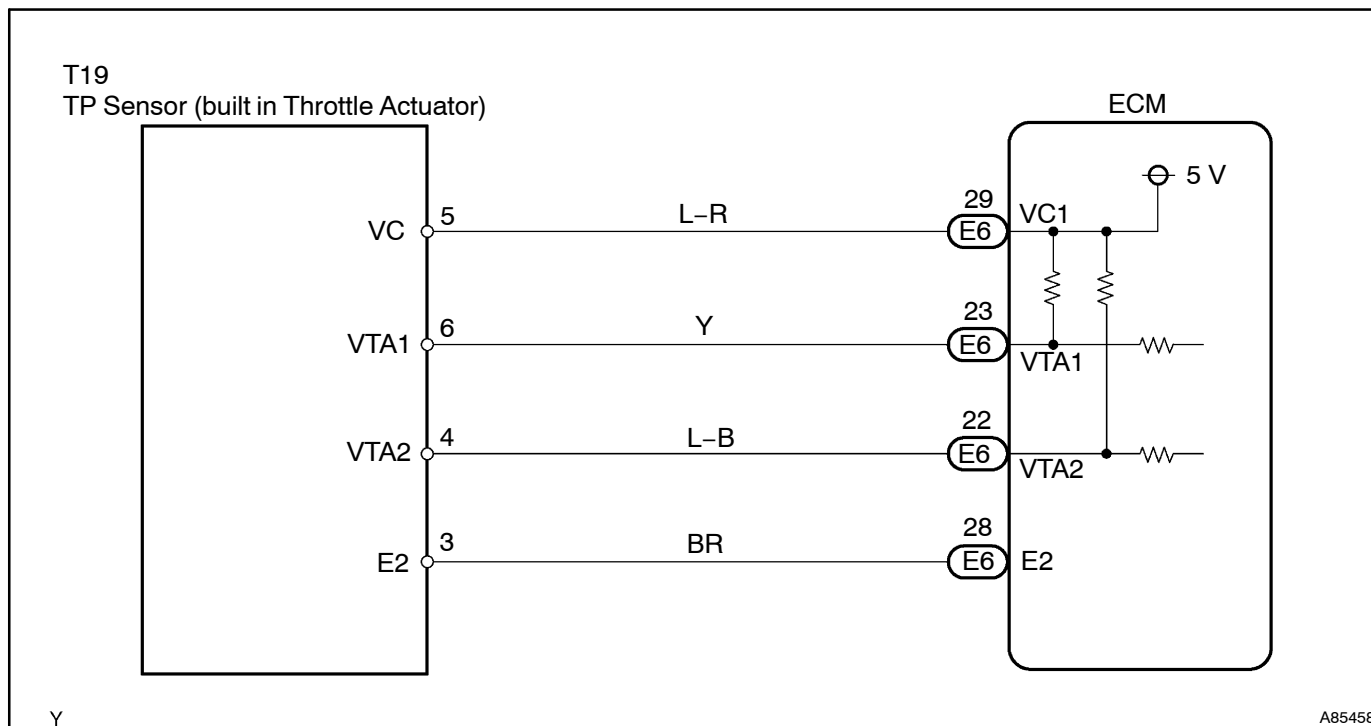 T19
TP Sensor (built in Throttle Actuator)
ECM
5 V
VC 5 L–R 29 E6 VC1
VTA1 6 Y 23 E6 VTA1
VTA2 4 L–B 22 E6 VTA2
E2 3 BR 28 E6 E2
Y
A85458